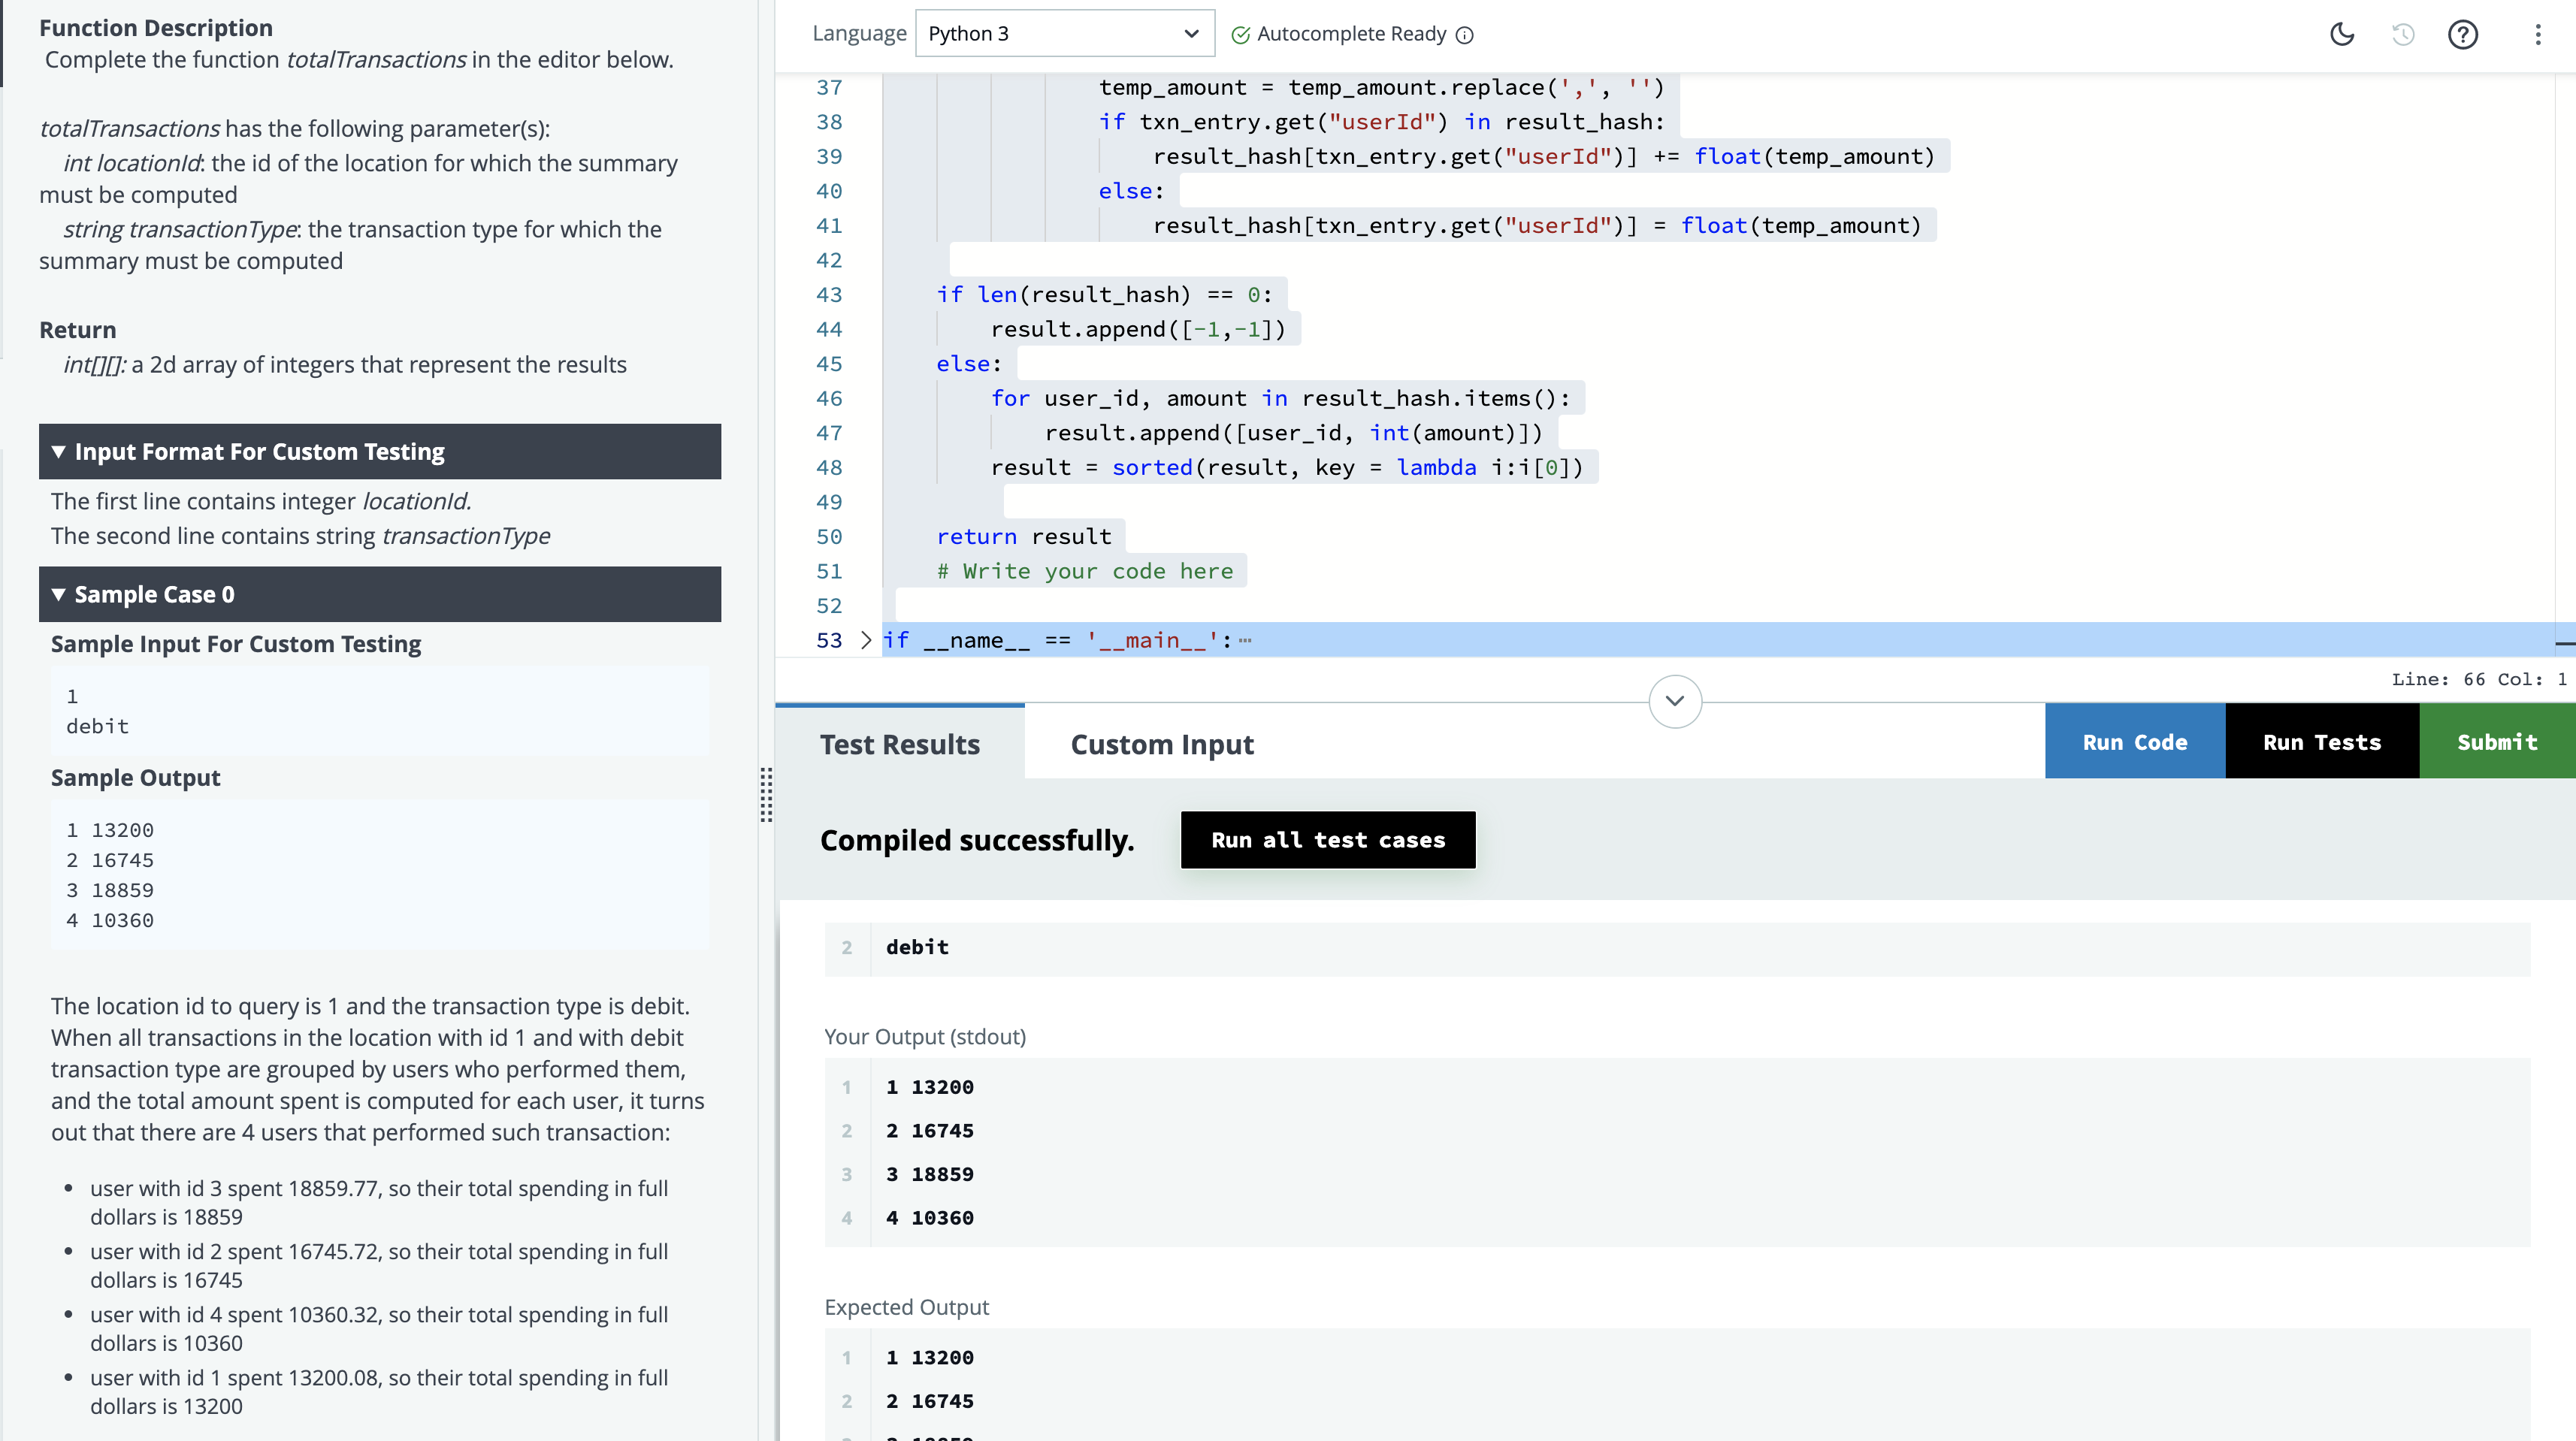 Function Description
Complete the function totalTransactions in the editor below.
totalTransactions has the following parameter(s):
int locationId: the id of the location for which the summary
must be computed
string transactionType: the transaction type for which the
summary must be computed
Return
int[][]: a 2d array of integers that represent the results
▼ Input Format For Custom Testing
The first line contains integer locationId.
The second line contains string transactionType
▼ Sample Case 0
Sample Input For Custom Testing
1
debit
Sample Output
1 13200
2 16745
3 18859
4 10360
The location id to query is 1 and the transaction type is debit.
When all transactions in the location with id 1 and with debit
transaction type are grouped by users who performed them,
and the total amount spent is computed for each user, it turns
out that there are 4 users that performed such transaction:
• user with id 3 spent 18859.77, so their total spending in full
dollars is 18859
• user with id 2 spent 16745.72, so their total spending in full
dollars is 16745
• user with id 4 spent 10360.32, so their total spending in full
dollars is 10360
• user with id 1 spent 13200.08, so their total spending in full
dollars is 13200
Language Python 3 Autocomplete Ready
37 temp_amount = temp_amount.replace(',', '')
38 if txn_entry.get("userId") in result_hash:
39 result_hash[txn_entry.get("userId")] += float(temp_amount)
40 else:
41 result_hash[txn_entry.get("userId")] = float(temp_amount)
42
43 if len(result_hash) == 0:
44 result.append([-1,-1])
45 else:
46 for user_id, amount in result_hash.items():
47 result.append([user_id, int(amount)])
48 result = sorted(result, key = lambda i:i[0])
49
50 return result
51 # Write your code here
52
53 if __name__ == '__main__':⋯
Line: 66 Col: 1
Test Results Custom Input Run Code Run Tests Submit
Compiled successfully. Run all test cases
2 debit
Your Output (stdout)
1 1 13200
2 2 16745
3 3 18859
4 4 10360
Expected Output
1 1 13200
2 2 16745